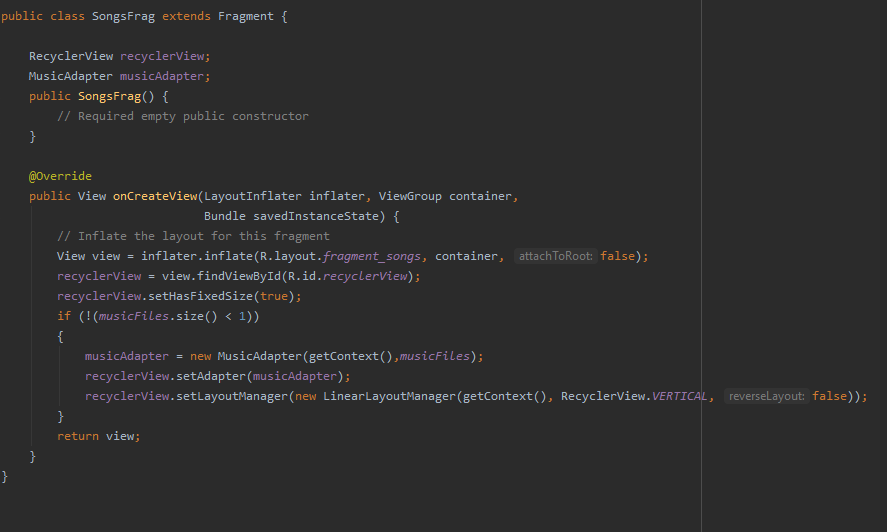 public class SongsFrag extends Fragment {
RecyclerView recyclerView;
MusicAdapter musicAdapter;
public SongsFrag() {
// Required empty public constructor
}
@Override
public View onCreateView(LayoutInflater inflater, ViewGroup container,
Bundle savedInstanceState) {
// Inflate the layout for this fragment
View view = inflater.inflate(R.layout.fragment_songs, container, attachToRoot: false);
recyclerView = view.findViewById(R.id.recyclerView);
recyclerView.setHasFixedSize(true);
if (!(musicFiles.size() < 1))
{
musicAdapter = new MusicAdapter(getContext(),musicFiles);
recyclerView.setAdapter(musicAdapter);
recyclerView.setLayoutManager(new LinearLayoutManager(getContext(), RecyclerView.VERTICAL, reverseLayout: false));
}
return view;
}
}